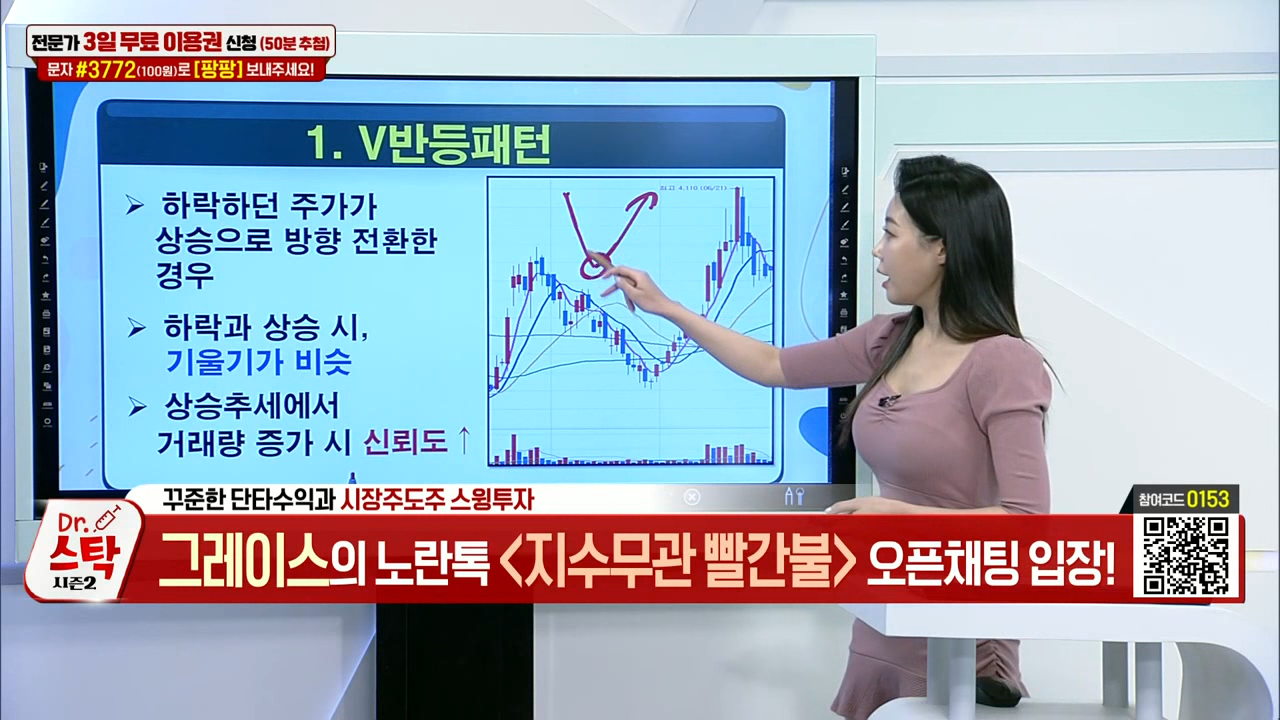 전문가 3일 무료 이용권 신청 (50분 추첨)
문자 #3772(100원)로 [팡팡] 보내주세요!
1. V반등패턴
➢ 하락하던 주가가
상승으로 방향 전환한
경우
➢ 하락과 상승 시,
기울기가 비슷
➢ 상승추세에서
거래량 증가 시 신뢰도 ↑
최고 4,110 (06/21)
꾸준한 단타수익과 시장주도주 스윙투자
Dr.
스탁
시즌2
그레이스의 노란톡 <지수무관 빨간불> 오픈채팅 입장!
참여코드 0153